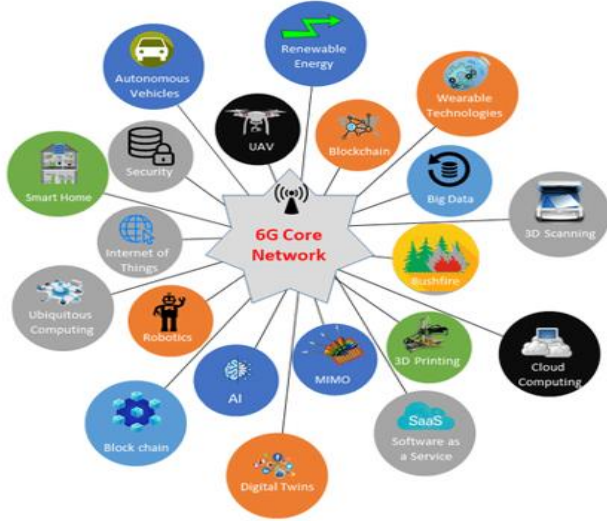 Renewable
Energy
Autonomous
Vehicles
Wearable
Technologies
UAV
Blockchain
Security
Big Data
Smart Home
6G Core
Network
3D Scanning
Internet of
Things
Bushfire
Ubiquitous
Computing
Robotics
3D Printing
Cloud
Computing
AI
MIMO
Block chain
SaaS
Software as
a Service
Digital Twins